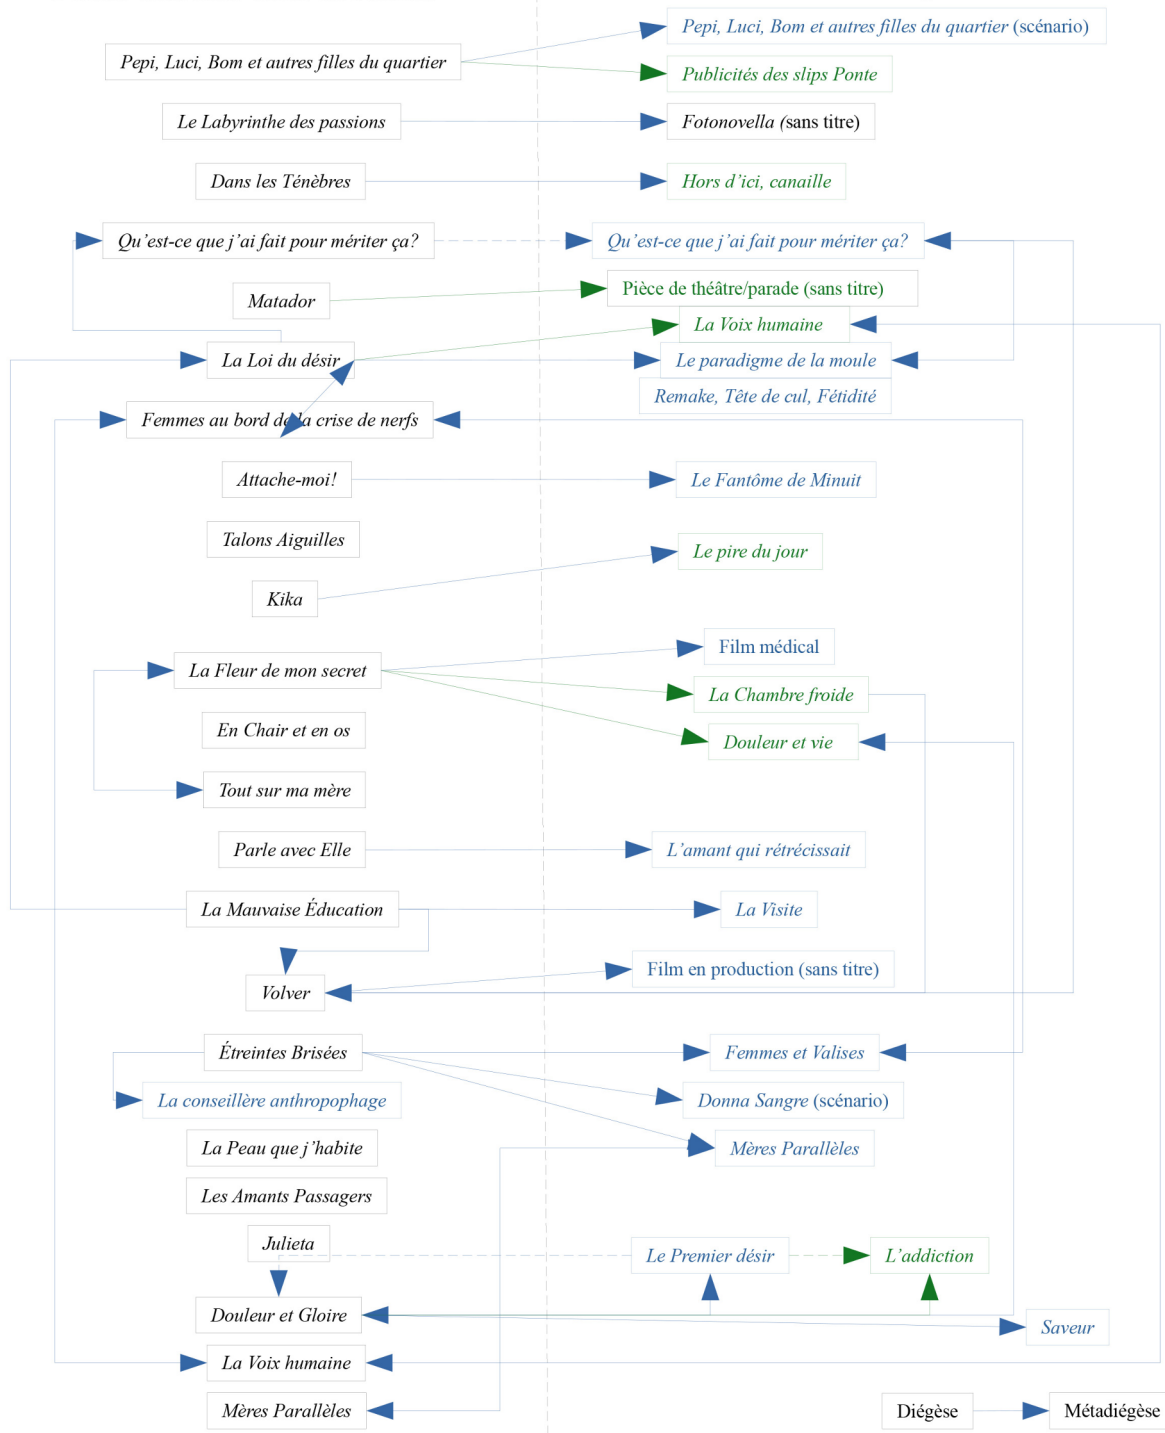 Pepi, Luci, Bom et autres filles du quartier (scénario)
Pepi, Luci, Bom et autres filles du quartier
Publicités des slips Ponte
Le Labyrinthe des passions
Fotonovella (sans titre)
Dans les Ténèbres
Hors d'ici, canaille
Qu'est-ce que j'ai fait pour mériter ça?
Qu'est-ce que j'ai fait pour mériter ça?
Matador
Pièce de théâtre/parade (sans titre)
La Voix humaine
La Loi du désir
Le paradigme de la moule
Remake, Tête de cul, Fétidité
Femmes au bord de la crise de nerfs
Attache-moi!
Le Fantôme de Minuit
Talons Aiguilles
Le pire du jour
Kika
Film médical
La Fleur de mon secret
La Chambre froide
En Chair et en os
Douleur et vie
Tout sur ma mère
Parle avec Elle
L'amant qui rétrécissait
La Mauvaise Éducation
La Visite
Film en production (sans titre)
Volver
Étreintes Brisées
Femmes et Valises
La conseillère anthropophage
Donna Sangre (scénario)
La Peau que j'habite
Mères Parallèles
Les Amants Passagers
Julieta
Le Premier désir
L'addiction
Douleur et Gloire
Saveur
La Voix humaine
Mères Parallèles
Diégèse
Métadiégèse